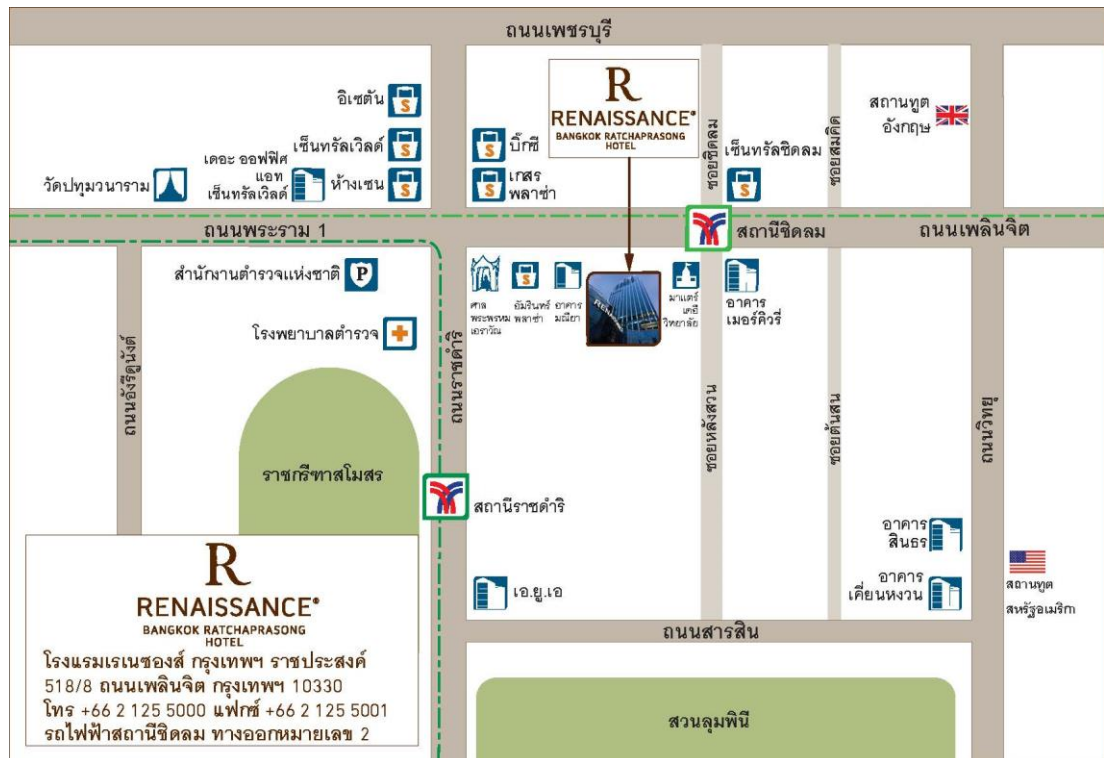 ถนนเพชรบุรี
R
RENAISSANCE®
BANGKOK RATCHAPRASONG
HOTEL
อิเซตัน
เซ็นทรัลเวิลด์
เดอะ ออฟฟิศ
แอท
เซ็นทรัลเวิลด์
ห้างเซน
วัดปทุมวนาราม
บิ๊กซี
เกสร
พลาซ่า
ซอยชิดลม
เซ็นทรัลชิดลม
ซอยสมคิด
สถานทูต
อังกฤษ
ถนนพระราม 1
สถานีชิดลม
ถนนเพลินจิต
สำนักงานตำรวจแห่งชาติ
P
โรงพยาบาลตำรวจ
ถนนอังรีดูนังต์
ถนนราชดำริ
ศาล
พระพรหม
เอราวัณ
อัมรินทร์
พลาซ่า
อาคาร
มณียา
มาแตร์
เดอี
วิทยาลัย
อาคาร
เมอร์คิวรี่
ซอยหลังสวน
ซอยต้นสน
ถนนวิทยุ
ราชกรีฑาสโมสร
สถานีราชดำริ
เอ.ยู.เอ
อาคาร
สินธร
อาคาร
เคี่ยนหงวน
สถานทูต
สหรัฐอเมริกา
ถนนสารสิน
สวนลุมพินี
R
RENAISSANCE®
BANGKOK RATCHAPRASONG
HOTEL
โรงแรมเรเนซองส์ กรุงเทพฯ ราชประสงค์
518/8 ถนนเพลินจิต กรุงเทพฯ 10330
โทร +66 2 125 5000 แฟกซ์ +66 2 125 5001
รถไฟฟ้าสถานีชิดลม ทางออกหมายเลข 2